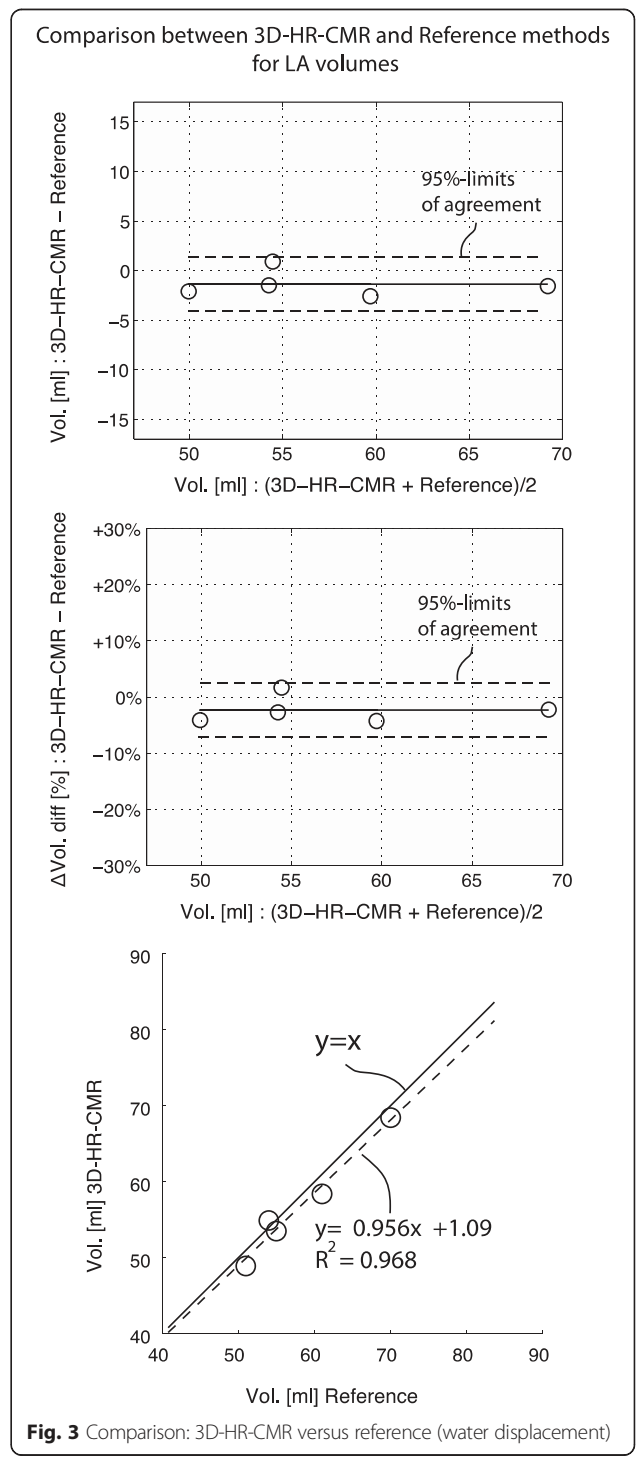 Comparison between 3D-HR-CMR and Reference methods
for LA volumes
Vol. [ml] : 3D–HR–CMR – Reference
15
10
5
0
−5
−10
−15
95%-limits
of agreement
50
55
60
65
70
Vol. [ml] : (3D–HR–CMR + Reference)/2
ΔVol. diff [%] : 3D–HR–CMR – Reference
+30%
+20%
+10%
0%
−10%
−20%
−30%
95%-limits
of agreement
50
55
60
65
70
Vol. [ml] : (3D–HR–CMR + Reference)/2
Vol. [ml] 3D-HR-CMR
90
80
70
60
50
40
y=x
y= 0.956x +1.09
R² = 0.968
40
50
60
70
80
90
Vol. [ml] Reference
Fig. 3 Comparison: 3D-HR-CMR versus reference (water displacement)